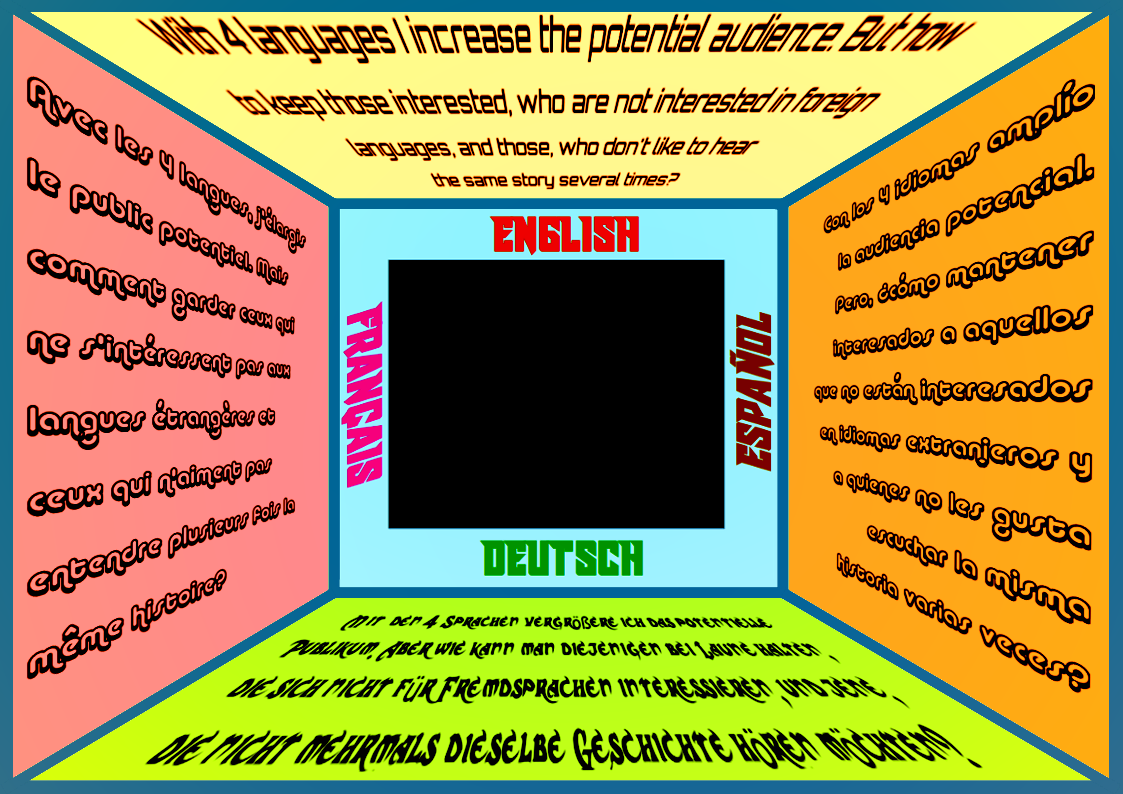 With 4 languages I increase the potential audience. But how
to keep those interested, who are not interested in foreign
languages, and those, who don't like to hear
the same story several times?
Avec les 4 langues, j'élargis
le public potentiel. Mais
comment garder ceux qui
ne s'intéressent pas aux
langues étrangères et
ceux qui n'aiment pas
entendre plusieurs fois la
même histoire?
ENGLISH
FRANÇAIS
ESPAÑOL
DEUTSCH
Con los 4 idiomas amplío
la audiencia potencial.
Pero, ¿cómo mantener
interesados a aquellos
que no están interesados
en idiomas extranjeros y
a quienes no les gusta
escuchar la misma
historia varias veces?
Mit den 4 Sprachen vergrößere ich das potentielle
Publikum. Aber wie kann man diejenigen bei Laune halten,
die sich nicht für Fremdsprachen interessieren, und jene,
die nicht mehrmals dieselbe Geschichte hören möchten?